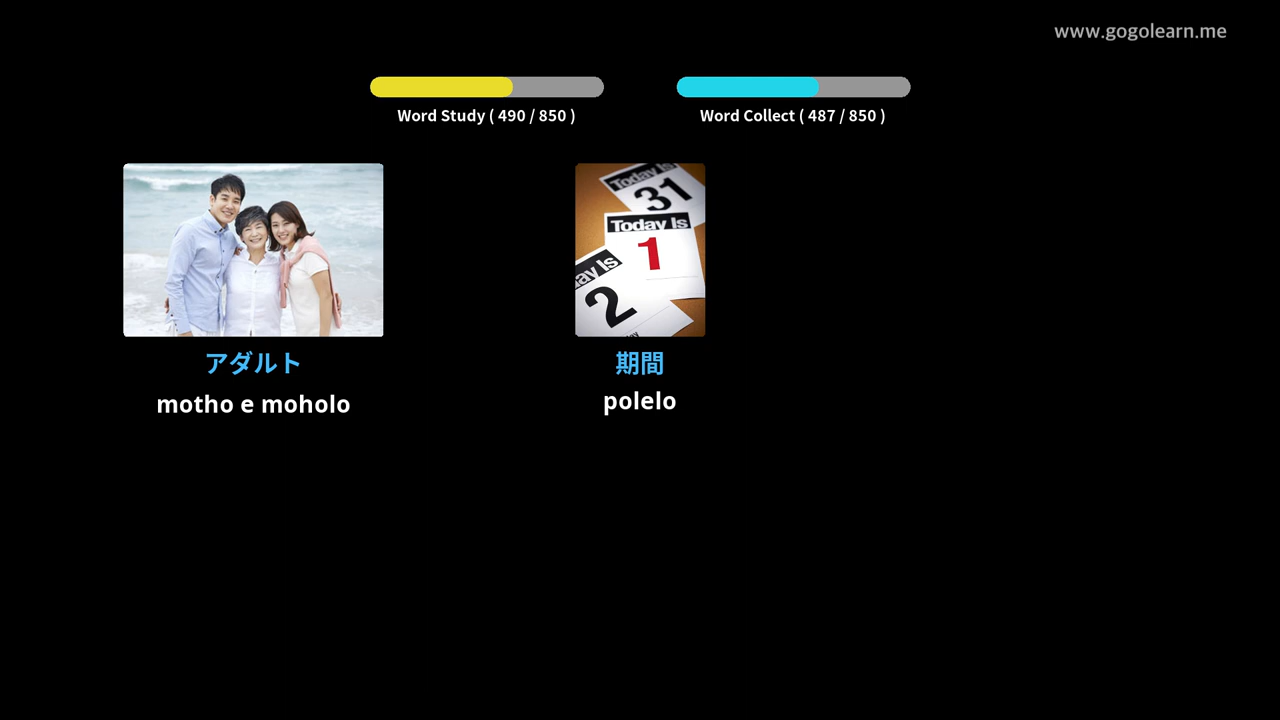 www.gogolearn.me
Word Study ( 490 / 850 )
Word Collect ( 487 / 850 )
Today Is
31
Today Is
1
ay Is
2
アダルト
期間
motho e moholo
polelo